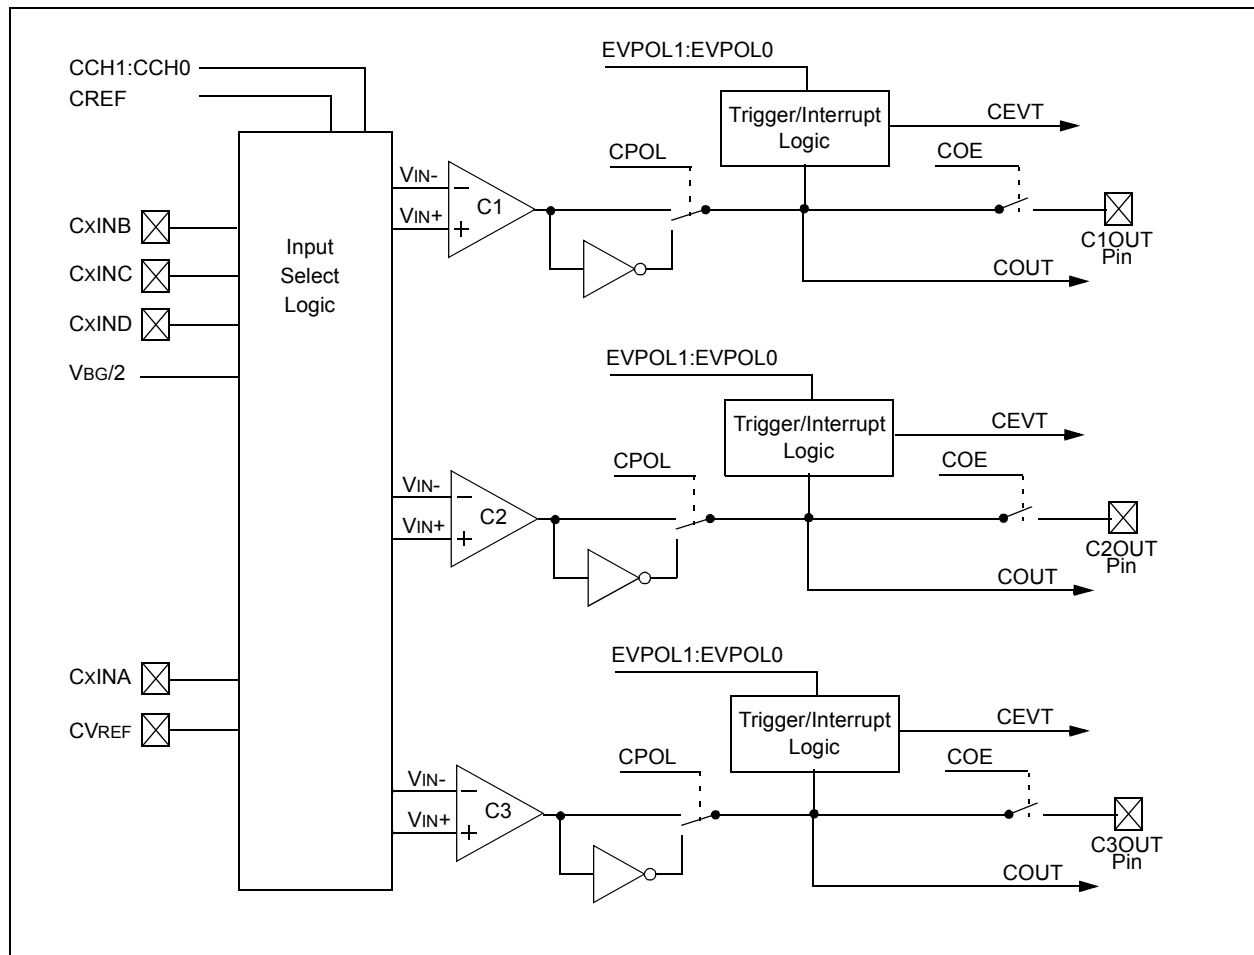 CCH1:CCH0
CREF
CXINB
CXINC
CXIND
VBG/2
CXINA
CVREF
Input
Select
Logic
EVPOL1:EVPOL0
Trigger/Interrupt
Logic
CEVT
CPOL
COE
VIN-
VIN+
C1
C1OUT
Pin
COUT
EVPOL1:EVPOL0
Trigger/Interrupt
Logic
CEVT
CPOL
COE
VIN-
VIN+
C2
C2OUT
Pin
COUT
EVPOL1:EVPOL0
Trigger/Interrupt
Logic
CEVT
CPOL
COE
VIN-
VIN+
C3
C3OUT
Pin
COUT